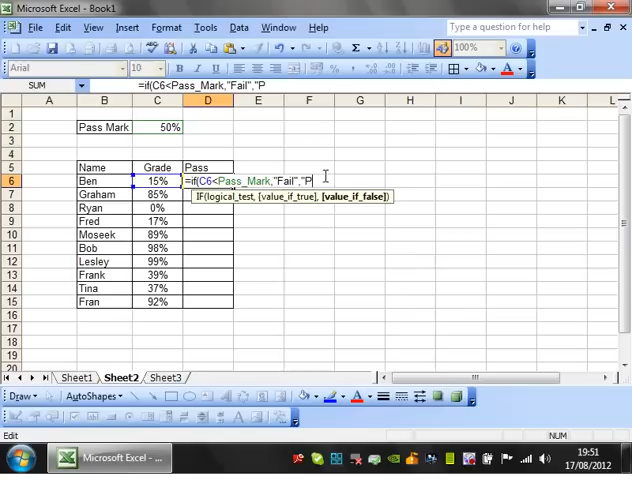 Microsoft Excel - Book1
File Edit View Insert Format Tools Data Window Help
Type a question for help
100%
Arial 10
SUM =if(C6<Pass_Mark,"Fail","P
A B C D E F G H I J K L
1
2 Pass Mark 50%
3
4
5 Name Grade Pass
6 Ben 15% =if(C6<Pass_Mark,"Fail","P
IF(logical_test, [value_if_true], [value_if_false])
7 Graham 85%
8 Ryan 0%
9 Fred 17%
10 Moseek 89%
11 Bob 98%
12 Lesley 99%
13 Frank 39%
14 Tina 37%
15 Fran 92%
16
17
18
19
20
Sheet1 Sheet2 Sheet3
Draw AutoShapes
Edit NUM
Microsoft Excel - ...
19:51
17/08/2012